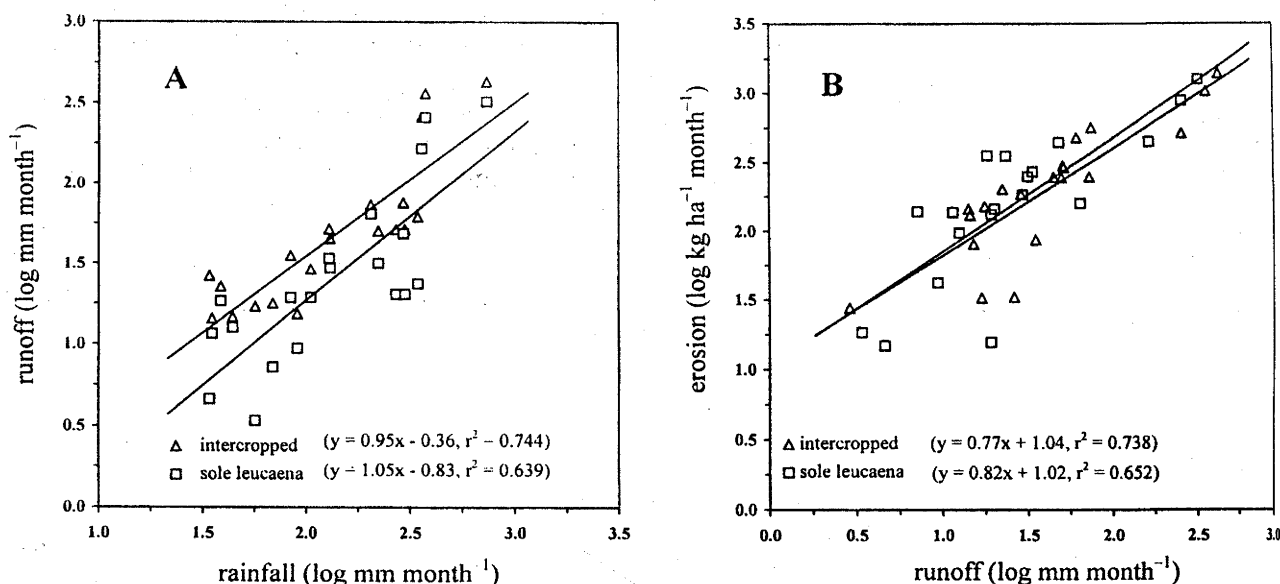 A
3.0
2.5
2.0
1.5
1.0
0.5
0.0
runoff (log mm month⁻¹)
△ intercropped (y = 0.95x - 0.36, r² – 0.744)
□ sole leucaena (y – 1.05x - 0.83, r² – 0.639)
1.0 1.5 2.0 2.5 3.0 3.5
rainfall (log mm month⁻¹)
B
3.5
3.0
2.5
2.0
1.5
1.0
0.5
0.0
erosion (log kg ha⁻¹ month⁻¹)
△ intercropped (y = 0.77x + 1.04, r² = 0.738)
□ sole leucaena (y = 0.82x + 1.02, r² = 0.652)
0.0 0.5 1.0 1.5 2.0 2.5 3.0
runoff (log mm month⁻¹)